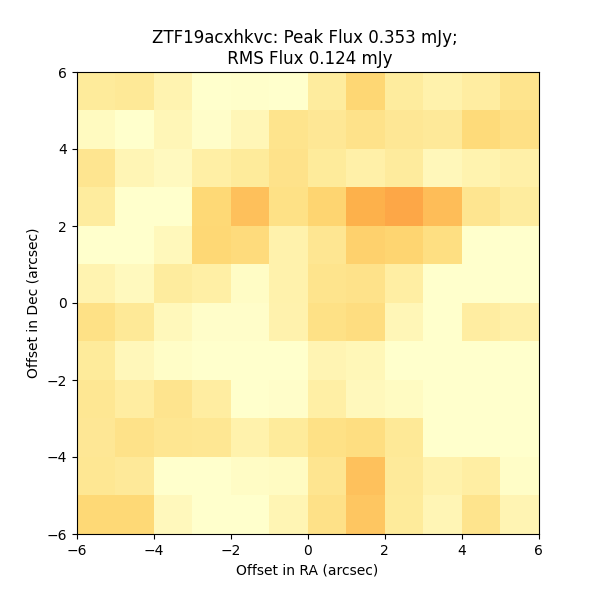 ZTF19acxhkvc: Peak Flux 0.353 mJy;
RMS Flux 0.124 mJy
6
4
2
0
−2
−4
−6
Offset in Dec (arcsec)
−6 −4 −2 0 2 4 6
Offset in RA (arcsec)